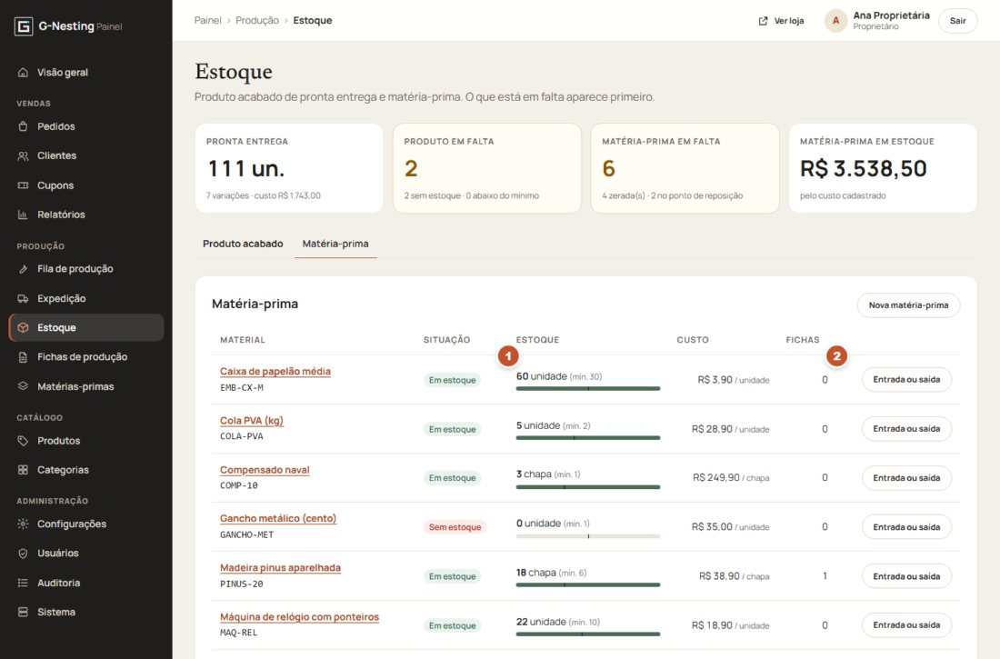 G-Nesting Painel
Visão geral
VENDAS
Pedidos
Clientes
Cupons
Relatórios
PRODUÇÃO
Fila de produção
Expedição
Estoque
Fichas de produção
Matérias-primas
CATÁLOGO
Produtos
Categorias
ADMINISTRAÇÃO
Configurações
Usuários
Auditoria
Sistema
Painel › Produção › Estoque
Ver loja
A
Ana Proprietária
Proprietário
Sair
Estoque
Produto acabado de pronta entrega e matéria-prima. O que está em falta aparece primeiro.
PRONTA ENTREGA
111 un.
7 variações · custo R$ 1.743,00
PRODUTO EM FALTA
2
2 sem estoque · 0 abaixo do mínimo
MATÉRIA-PRIMA EM FALTA
6
4 zerada(s) · 2 no ponto de reposição
MATÉRIA-PRIMA EM ESTOQUE
R$ 3.538,50
pelo custo cadastrado
Produto acabado Matéria-prima
Matéria-prima
Nova matéria-prima
MATERIAL SITUAÇÃO ESTOQUE CUSTO FICHAS
1 2
Caixa de papelão média
EMB-CX-M
Em estoque
60 unidade (mín. 30)
R$ 3,90 / unidade
0
Entrada ou saída
Cola PVA (kg)
COLA-PVA
Em estoque
5 unidade (mín. 2)
R$ 28,90 / unidade
0
Entrada ou saída
Compensado naval
COMP-10
Em estoque
3 chapa (mín. 1)
R$ 249,90 / chapa
0
Entrada ou saída
Gancho metálico (cento)
GANCHO-MET
Sem estoque
0 unidade (mín. 1)
R$ 35,00 / unidade
0
Entrada ou saída
Madeira pinus aparelhada
PINUS-20
Em estoque
18 chapa (mín. 6)
R$ 38,90 / chapa
1
Entrada ou saída
Máquina de relógio com ponteiros
MAQ-REL
Em estoque
22 unidade (mín. 10)
R$ 18,90 / unidade
0
Entrada ou saída